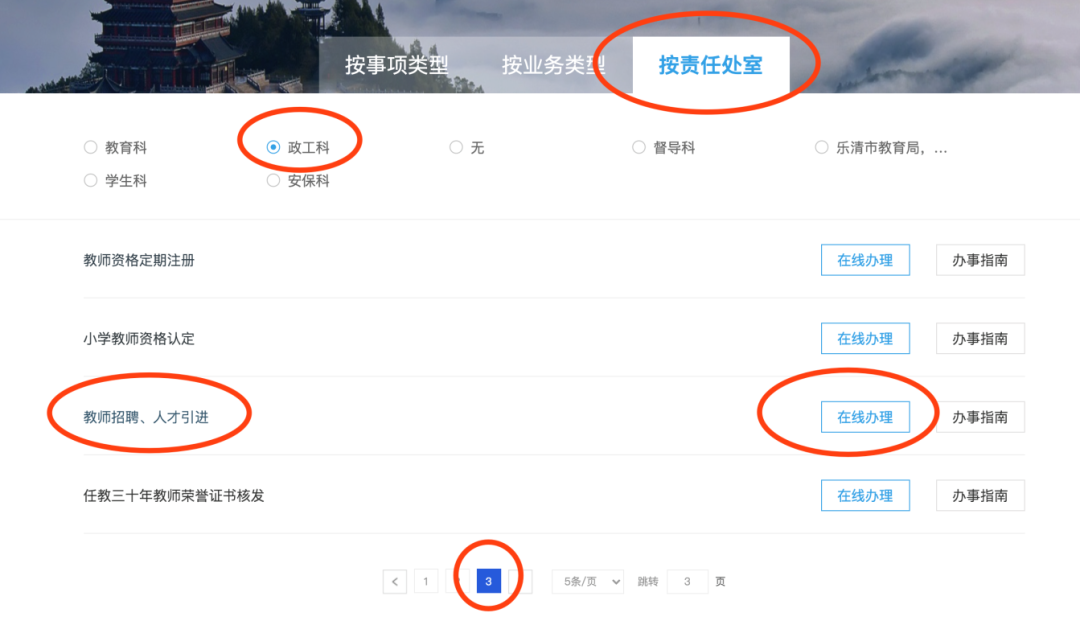 按事项类型 按业务类型 按责任处室
教育科 政工科 无 督导科 乐清市教育局，...
学生科 安保科
教师资格定期注册 在线办理 办事指南
小学教师资格认定 在线办理 办事指南
教师招聘、人才引进 在线办理 办事指南
任教三十年教师荣誉证书核发 在线办理 办事指南
< 1 3 5条/页 跳转 3 页